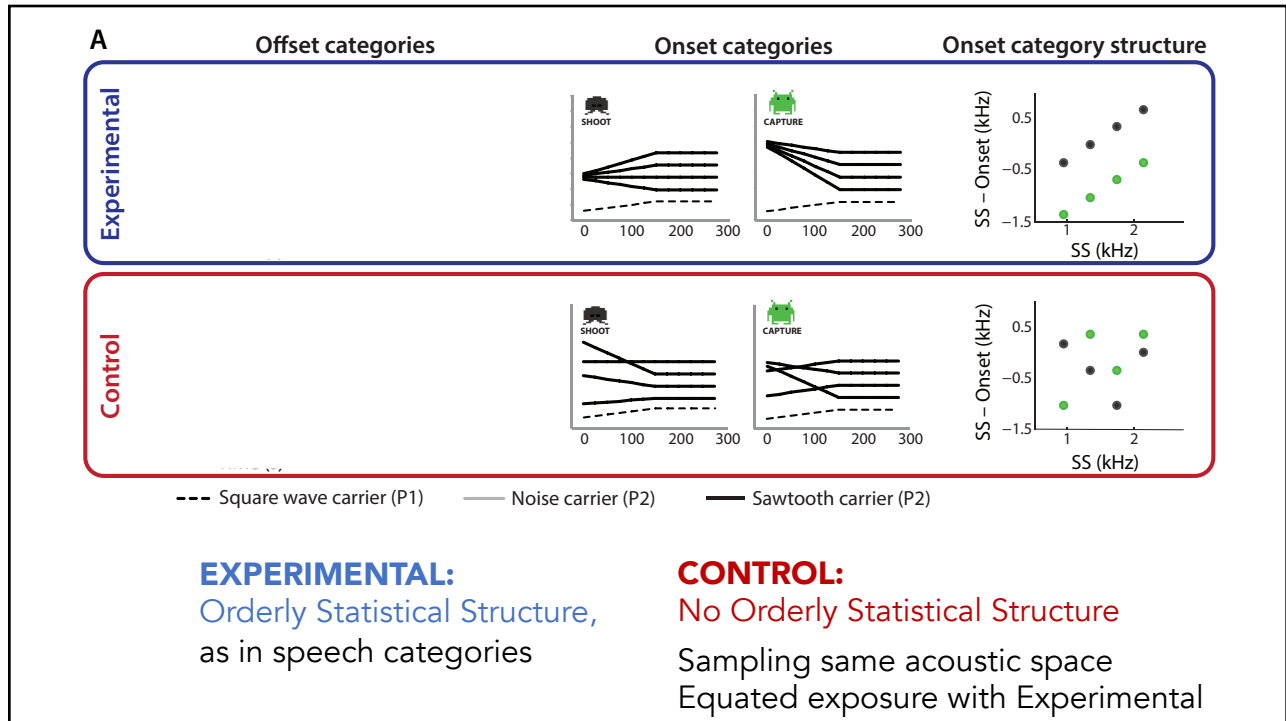 A
Offset categories
Onset categories
Onset category structure
Experimental
SHOOT
0 100 200 300
CAPTURE
0 100 200 300
SS – Onset (kHz)
0.5
−0.5
−1.5
1 2
SS (kHz)
Control
SHOOT
0 100 200 300
CAPTURE
0 100 200 300
SS – Onset (kHz)
0.5
−0.5
−1.5
1 2
SS (kHz)
Square wave carrier (P1)
Noise carrier (P2)
Sawtooth carrier (P2)
EXPERIMENTAL:
Orderly Statistical Structure,
as in speech categories
CONTROL:
No Orderly Statistical Structure
Sampling same acoustic space
Equated exposure with Experimental